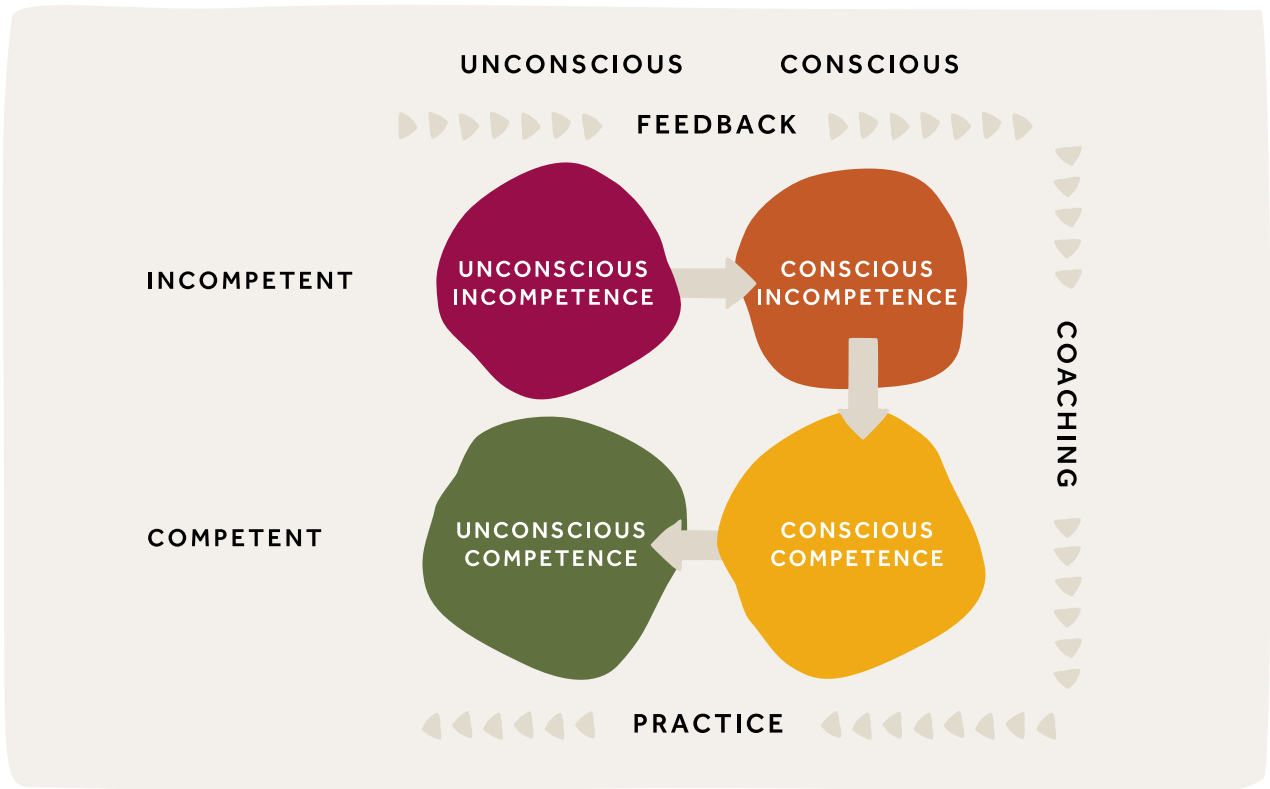 UNCONSCIOUS
CONSCIOUS
FEEDBACK
INCOMPETENT
UNCONSCIOUS
INCOMPETENCE
CONSCIOUS
INCOMPETENCE
COACHING
COMPETENT
UNCONSCIOUS
COMPETENCE
CONSCIOUS
COMPETENCE
PRACTICE